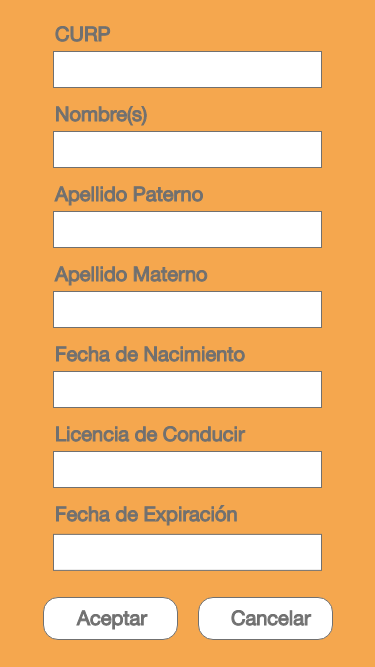 CURP
Nombre(s)
Apellido Paterno
Apellido Materno
Fecha de Nacimiento
Licencia de Conducir
Fecha de Expiración
Aceptar
Cancelar